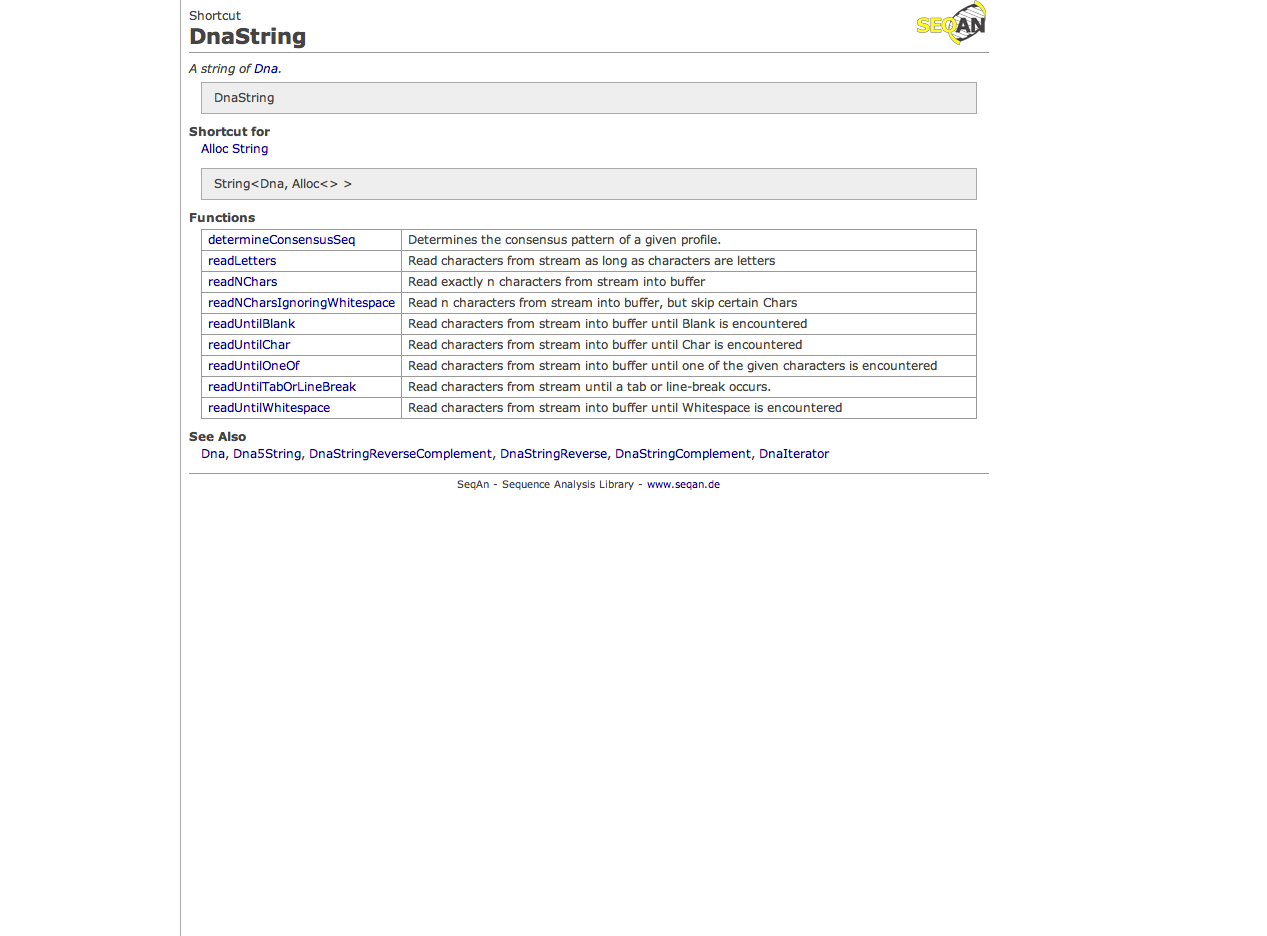 Shortcut
SEQAN
DnaString
A string of Dna.
DnaString
Shortcut for
Alloc String
String<Dna, Alloc<> >
Functions
determineConsensusSeq Determines the consensus pattern of a given profile.
readLetters Read characters from stream as long as characters are letters
readNChars Read exactly n characters from stream into buffer
readNCharsIgnoringWhitespace Read n characters from stream into buffer, but skip certain Chars
readUntilBlank Read characters from stream into buffer until Blank is encountered
readUntilChar Read characters from stream into buffer until Char is encountered
readUntilOneOf Read characters from stream into buffer until one of the given characters is encountered
readUntilTabOrLineBreak Read characters from stream until a tab or line-break occurs.
readUntilWhitespace Read characters from stream into buffer until Whitespace is encountered
See Also
Dna, Dna5String, DnaStringReverseComplement, DnaStringReverse, DnaStringComplement, DnaIterator
SeqAn - Sequence Analysis Library - www.seqan.de